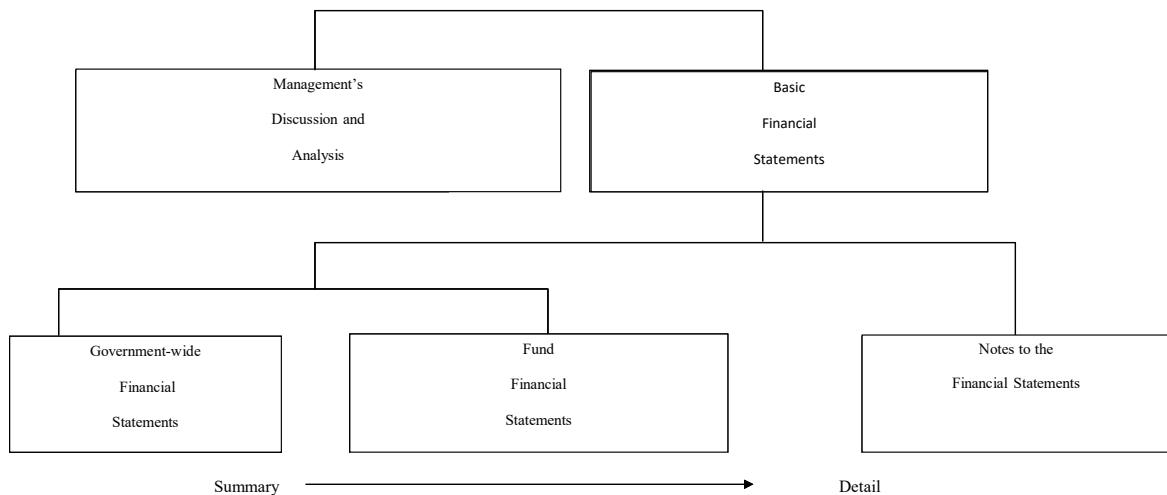 Management’s
Discussion and
Analysis
Basic
Financial
Statements
Government-wide
Financial
Statements
Fund
Financial
Statements
Notes to the
Financial Statements
Summary
Detail